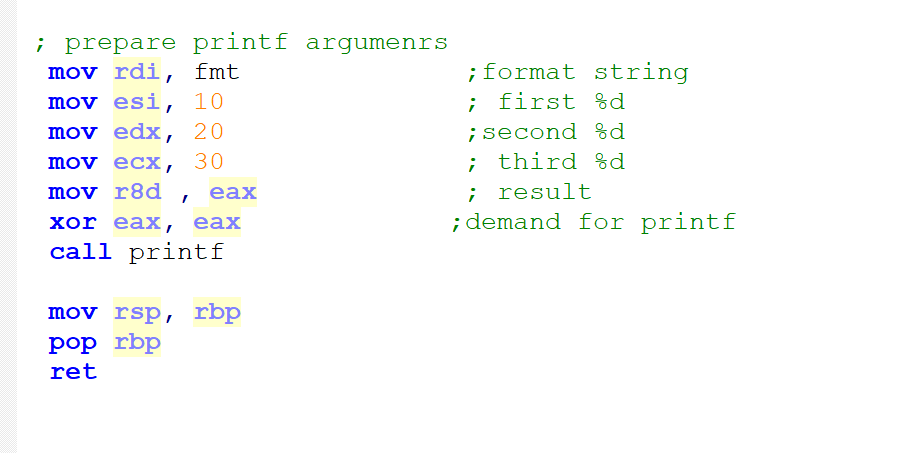 ; prepare printf argumenrs
mov rdi, fmt ;format string
mov esi, 10 ; first %d
mov edx, 20 ;second %d
mov ecx, 30 ; third %d
mov r8d , eax ; result
xor eax, eax ;demand for printf
call printf
mov rsp, rbp
pop rbp
ret